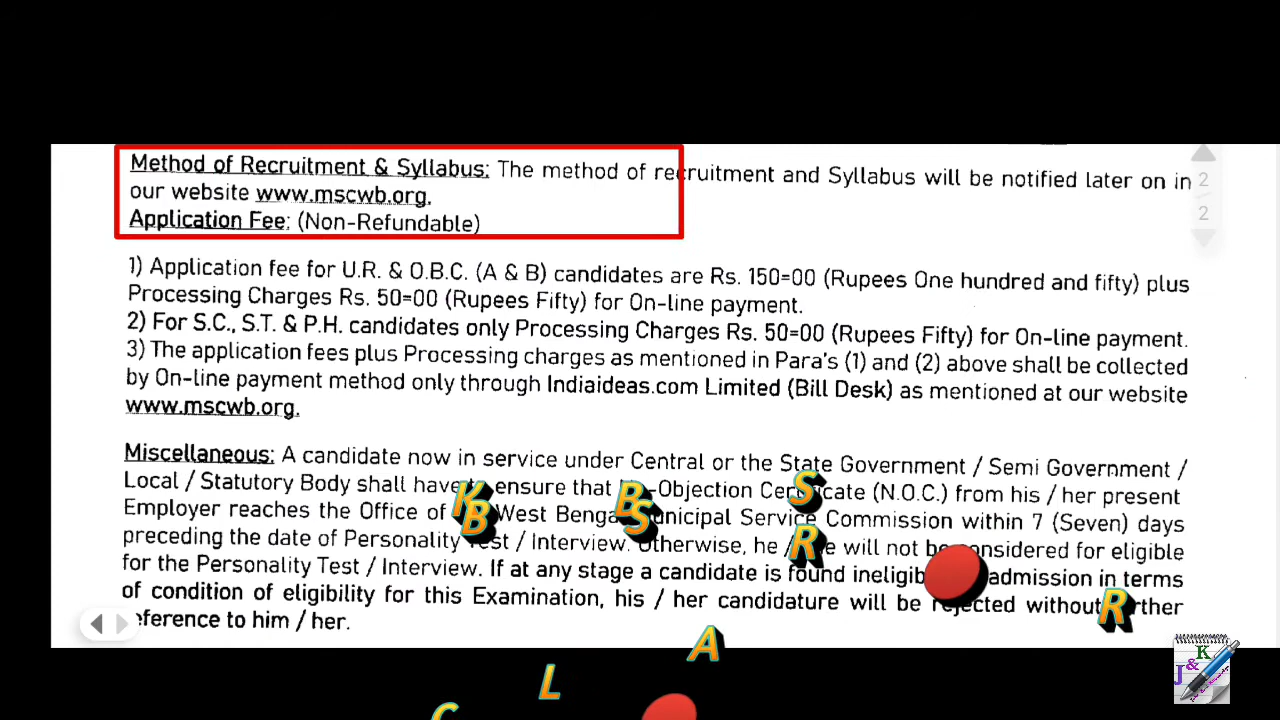 Method of Recruitment & Syllabus: The method of recruitment and Syllabus will be notified later on in
our website www.mscwb.org.
Application Fee: (Non-Refundable)
2
2
1) Application fee for U.R. & O.B.C. (A & B) candidates are Rs. 150=00 (Rupees One hundred and fifty) plus
Processing Charges Rs. 50=00 (Rupees Fifty) for On-line payment.
2) For S.C., S.T. & P.H. candidates only Processing Charges Rs. 50=00 (Rupees Fifty) for On-line payment.
3) The application fees plus Processing charges as mentioned in Para's (1) and (2) above shall be collected
by On-line payment method only through Indiaideas.com Limited (Bill Desk) as mentioned at our website
www.mscwb.org.
Miscellaneous: A candidate now in service under Central or the State Government / Semi Government /
Local / Statutory Body shall have ensure that -Objection (N.O.C.) from his / her present
Employer reaches the Office of West Service Commission within 7 (Seven) days
preceding the date of Personality / Interview. Otherwise, he will not considered for eligible
for the Personality Test / Interview. If at any stage a candidate is found admission in terms
of condition of eligibility for this Examination, his / her candidature will be rejected without
to him / her.
K B B S S R R
A
L
C
J & K